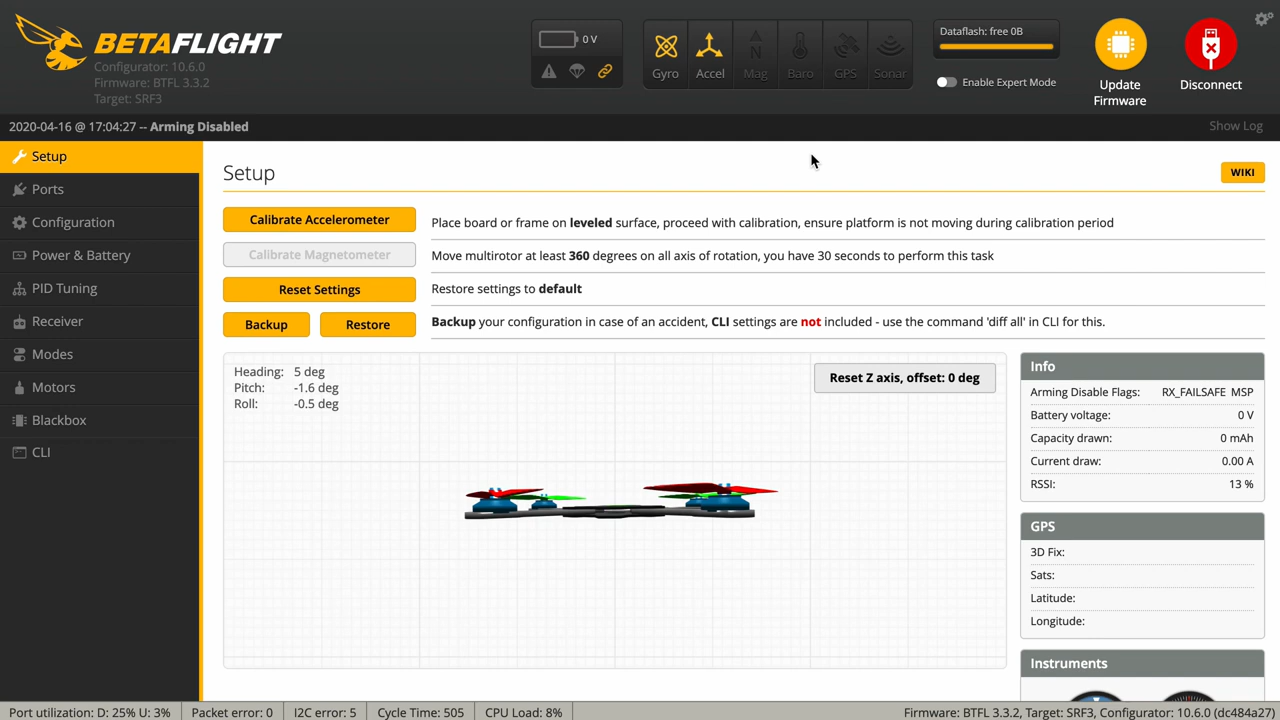 BETAFLIGHT
Configurator: 10.6.0
Firmware: BTFL 3.3.2
Target: SRF3
0 V
Gyro Accel Mag Baro GPS Sonar
Dataflash: free 0B
Enable Expert Mode
Update
Firmware
Disconnect
2020-04-16 @ 17:04:27 -- Arming Disabled
Show Log
Setup
Ports
Configuration
Power & Battery
PID Tuning
Receiver
Modes
Motors
Blackbox
CLI
Setup
WIKI
Calibrate Accelerometer
Place board or frame on leveled surface, proceed with calibration, ensure platform is not moving during calibration period
Calibrate Magnetometer
Move multirotor at least 360 degrees on all axis of rotation, you have 30 seconds to perform this task
Reset Settings
Restore settings to default
Backup Restore
Backup your configuration in case of an accident, CLI settings are not included - use the command 'diff all' in CLI for this.
Heading: 5 deg
Pitch: -1.6 deg
Roll: -0.5 deg
Reset Z axis, offset: 0 deg
Info
Arming Disable Flags: RX_FAILSAFE MSP
Battery voltage: 0 V
Capacity drawn: 0 mAh
Current draw: 0.00 A
RSSI: 13 %
GPS
3D Fix:
Sats:
Latitude:
Longitude:
Instruments
Port utilization: D: 25% U: 3% Packet error: 0 I2C error: 5 Cycle Time: 505 CPU Load: 8% Firmware: BTFL 3.3.2, Target: SRF3, Configurator: 10.6.0 (dc484a27)